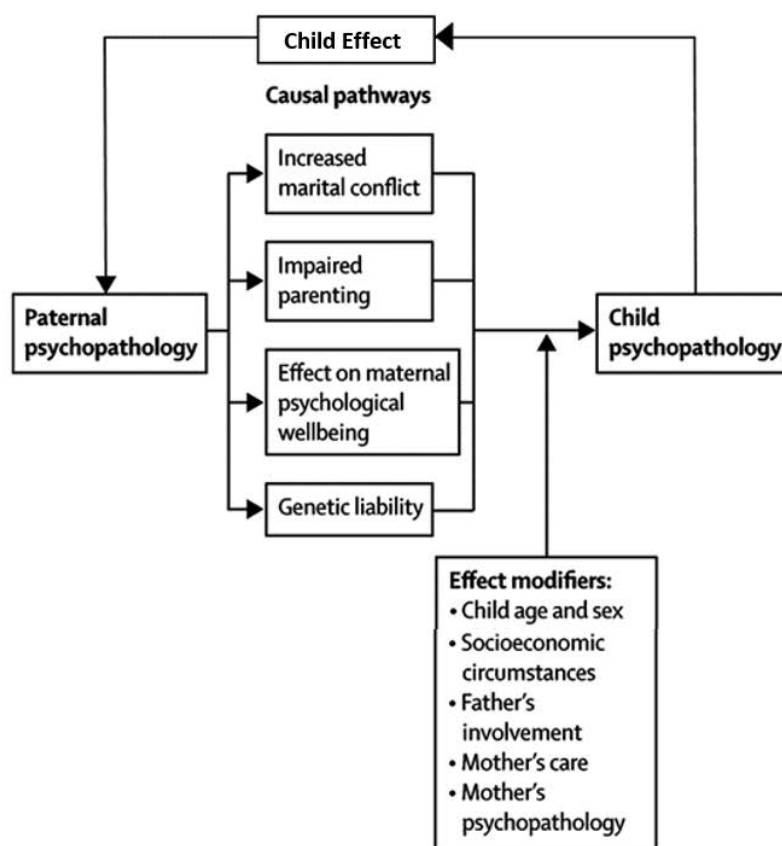 Child Effect
Causal pathways
Increased
marital conflict
Impaired
parenting
Paternal
psychopathology
Child
psychopathology
Effect on maternal
psychological
wellbeing
Genetic liability
Effect modifiers:
• Child age and sex
• Socioeconomic
circumstances
• Father's
involvement
• Mother's care
• Mother's
psychopathology